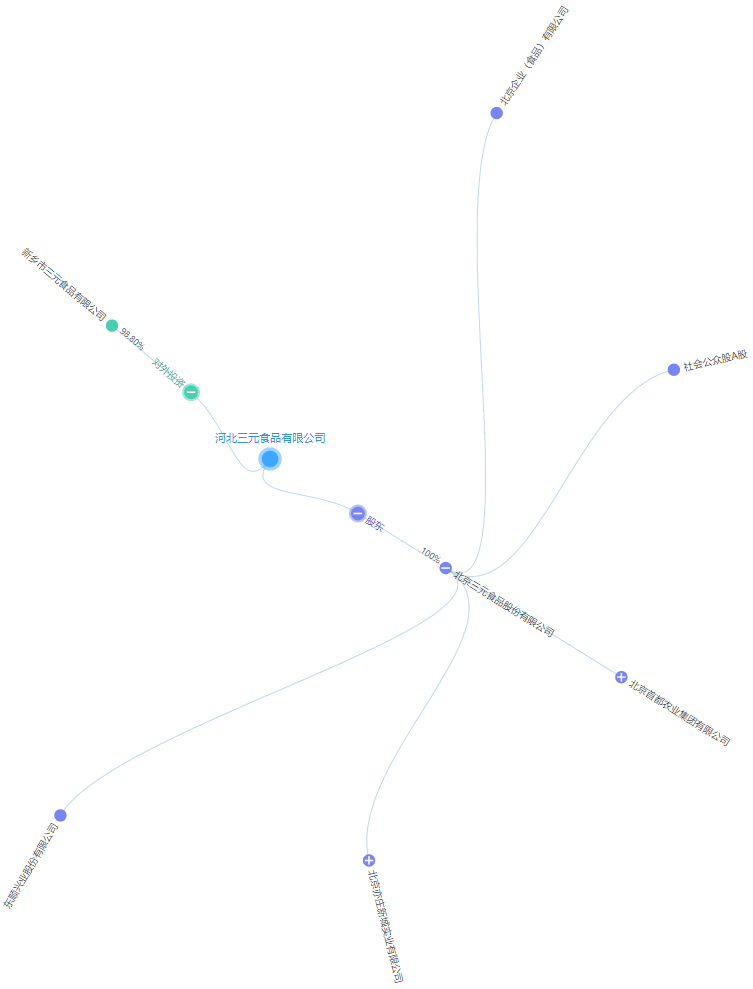 北京企业（食品）有限公司
新乡市三元食品有限公司
98.80%
社会公众股A股
对外投资
河北三元食品有限公司
股东
100%
北京三元食品股份有限公司
北京首都农业集团有限公司
东顺兴业股份有限公司
北京亦庄新城实业有限公司